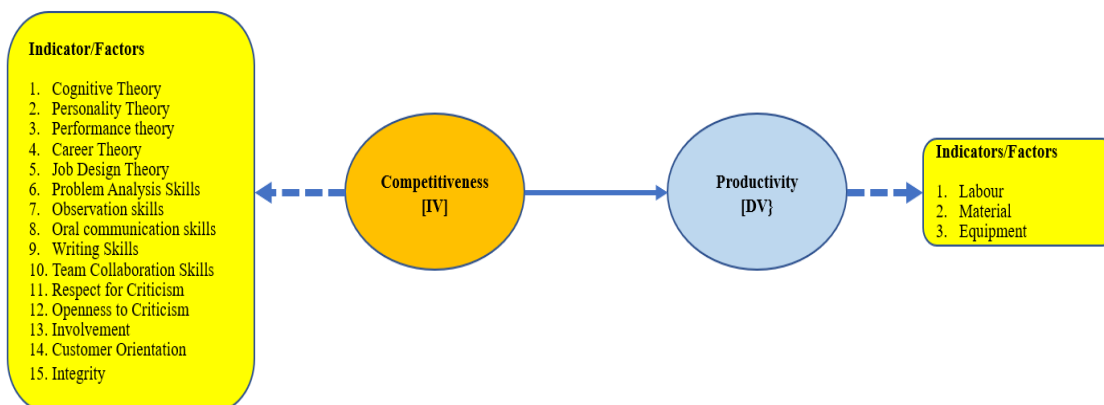 Indicator/Factors
1. Cognitive Theory
2. Personality Theory
3. Performance theory
4. Career Theory
5. Job Design Theory
6. Problem Analysis Skills
7. Observation skills
8. Oral communication skills
9. Writing Skills
10. Team Collaboration Skills
11. Respect for Criticism
12. Openness to Criticism
13. Involvement
14. Customer Orientation
15. Integrity
Competitiveness
[IV]
Productivity
[DV}
Indicators/Factors
1. Labour
2. Material
3. Equipment